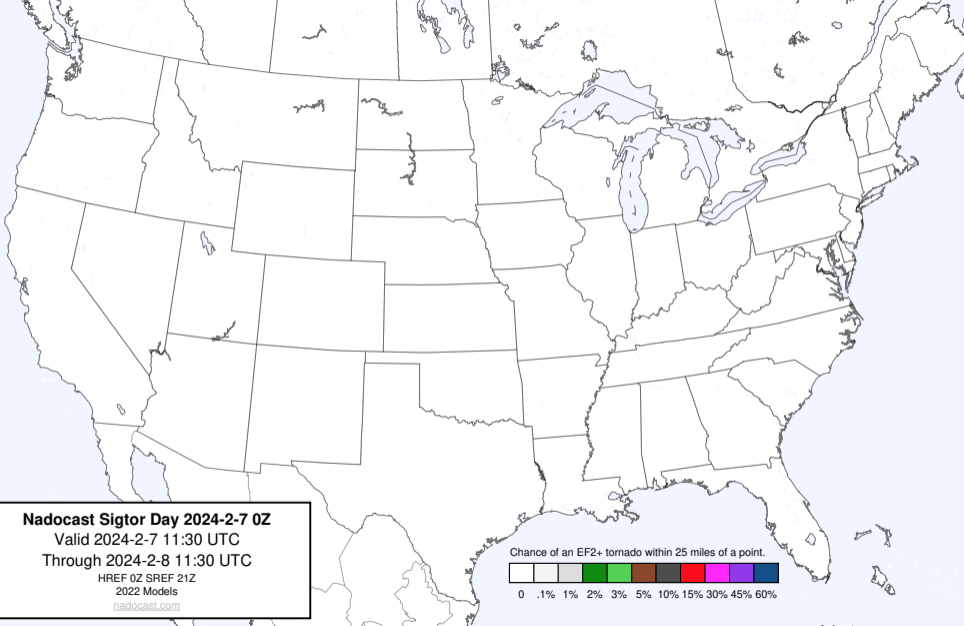 Nadocast Sigtor Day 2024-2-7 0Z
Valid 2024-2-7 11:30 UTC
Through 2024-2-8 11:30 UTC
HREF 0Z SREF 21Z
2022 Models
nadocast.com
Chance of an EF2+ tornado within 25 miles of a point.
0 .1% 1% 2% 3% 5% 10% 15% 30% 45% 60%